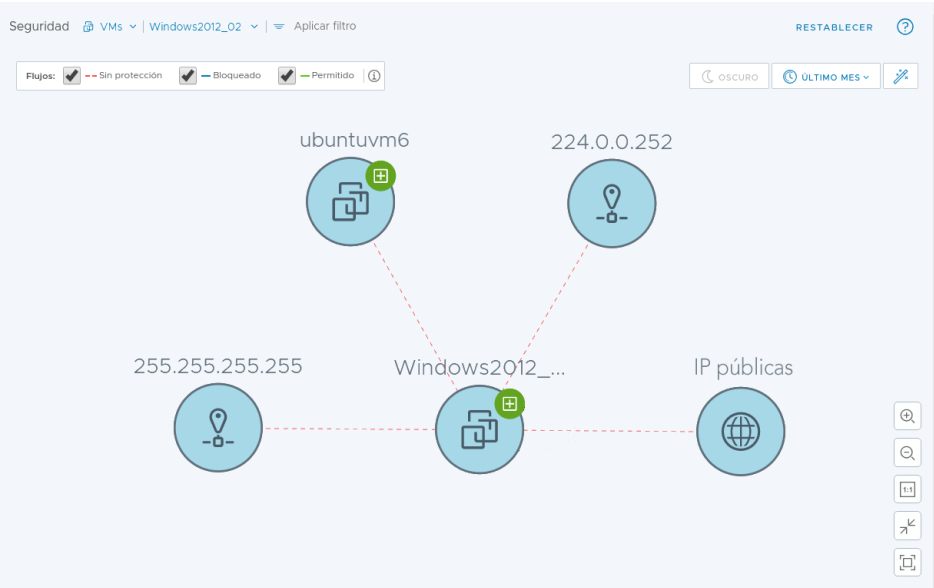 Seguridad VMs Windows2012_02 Aplicar filtro RESTABLECER
Flujos: Sin protección Bloqueado Permitido OSCURO ÚLTIMO MES
ubuntuvm6 224.0.0.252
255.255.255.255 Windows2012_... IP públicas
1:1